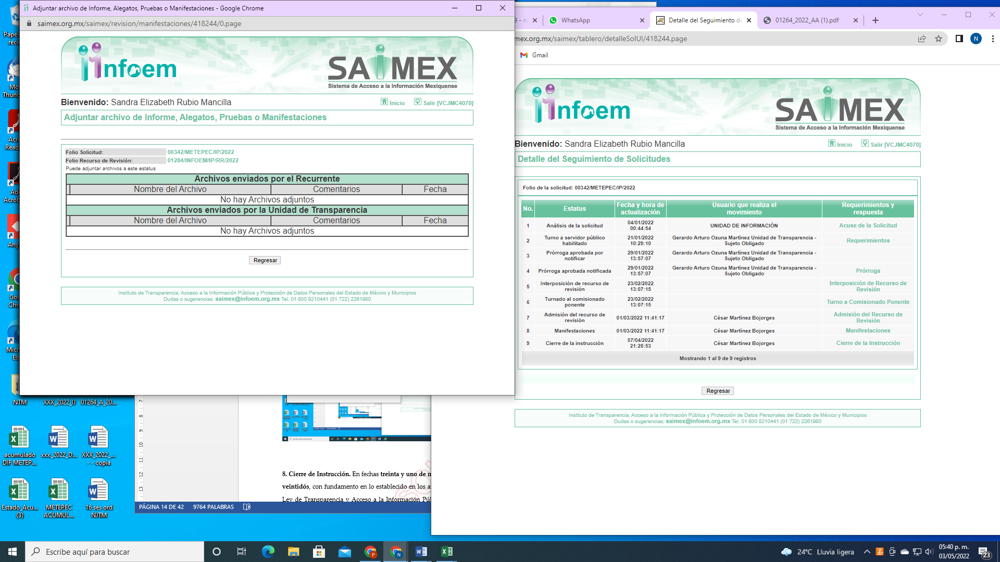 Adjuntar archivo de Informe, Alegatos, Pruebas o Manifestaciones - Google Chrome
saimex.org.mx/saimex/revision/manifestaciones/418244/0.page
infoem
SAIMEX
Sistema de Acceso a la Información Mexiquense
Bienvenido: Sandra Elizabeth Rubio Mancilla
Inicio
Salir [VCJMC4070]
Adjuntar archivo de Informe, Alegatos, Pruebas o Manifestaciones
Folio Solicitud: 00342/METEPEC/IP/2022
Folio Recurso de Revisión: 01284/INFOEM/IP/RR/2022
Puede adjuntar archivos a este estatus
Archivos enviados por el Recurrente
Nombre del Archivo Comentarios Fecha
No hay Archivos adjuntos
Archivos enviados por la Unidad de Transparencia
Nombre del Archivo Comentarios Fecha
No hay Archivos adjuntos
Regresar
Instituto de Transparencia, Acceso a la Información Pública y Protección de Datos Personales del Estado de México y Municipios
Dudas o sugerencias: saimex@infoem.org.mx Tel. 01 800 8210441 (01 722) 2261980
WhatsApp
Detalle del Seguimiento de
01264_2022_AA (1).pdf
mex.org.mx/saimex/tablero/detalleSolUI/418244.page
N
Gmail
infoem
SAIMEX
Sistema de Acceso a la Información Mexiquense
Bienvenido: Sandra Elizabeth Rubio Mancilla
Inicio
Salir [VCJMC4070]
Detalle del Seguimiento de Solicitudes
Folio de la solicitud: 00342/METEPEC/IP/2022
No. Estatus Fecha y hora de actualización Usuario que realiza el movimiento Requerimientos y respuesta
1 Análisis de la solicitud 04/01/2022 00:44:54 UNIDAD DE INFORMACIÓN Acuse de la Solicitud
2 Turno a servidor público habilitado 21/01/2022 10:29:10 Gerardo Arturo Ozuna Martínez Unidad de Transparencia - Sujeto Obligado Requerimientos
3 Prórroga aprobada por notificar 29/01/2022 13:57:07 Gerardo Arturo Ozuna Martínez Unidad de Transparencia - Sujeto Obligado
4 Prórroga aprobada notificada 29/01/2022 13:57:07 Gerardo Arturo Ozuna Martínez Unidad de Transparencia - Sujeto Obligado Prórroga
5 Interposición de recurso de revisión 23/02/2022 13:07:15 Interposición de Recurso de Revisión
6 Turnado al comisionado ponente 23/02/2022 13:07:15 Turno a Comisionado Ponente
7 Admisión del recurso de revisión 01/03/2022 11:41:17 César Martínez Bojorges Admisión del Recurso de Revisión
8 Manifestaciones 01/03/2022 11:41:17 César Martínez Bojorges Manifestaciones
9 Cierre de la instrucción 07/04/2022 21:28:53 César Martínez Bojorges Cierre de la Instrucción
Mostrando 1 al 9 de 9 registros
Regresar
Instituto de Transparencia, Acceso a la Información Pública y Protección de Datos Personales del Estado de México y Municipios
Dudas o sugerencias: saimex@infoem.org.mx Tel. 01 800 8210441 (01 722) 2261980
NTM
XXX_2022_IJ
01264_A_20...
acumulado DIF METEP...
xxx_2022_D...
XXX_2022_... - - copia
Estado_Acu... (3)
METEPEC ACUMUL...
16 ses ord NJTM
8. Cierre de Instrucción. En fechas treinta y uno de
veintidós, con fundamento en lo establecido en los
Ley de Transparencia y Acceso a la Información
PÁGINA 14 DE 42 9764 PALABRAS
Escribe aquí para buscar
24°C Lluvia ligera
05:40 p. m.
03/05/2022
23